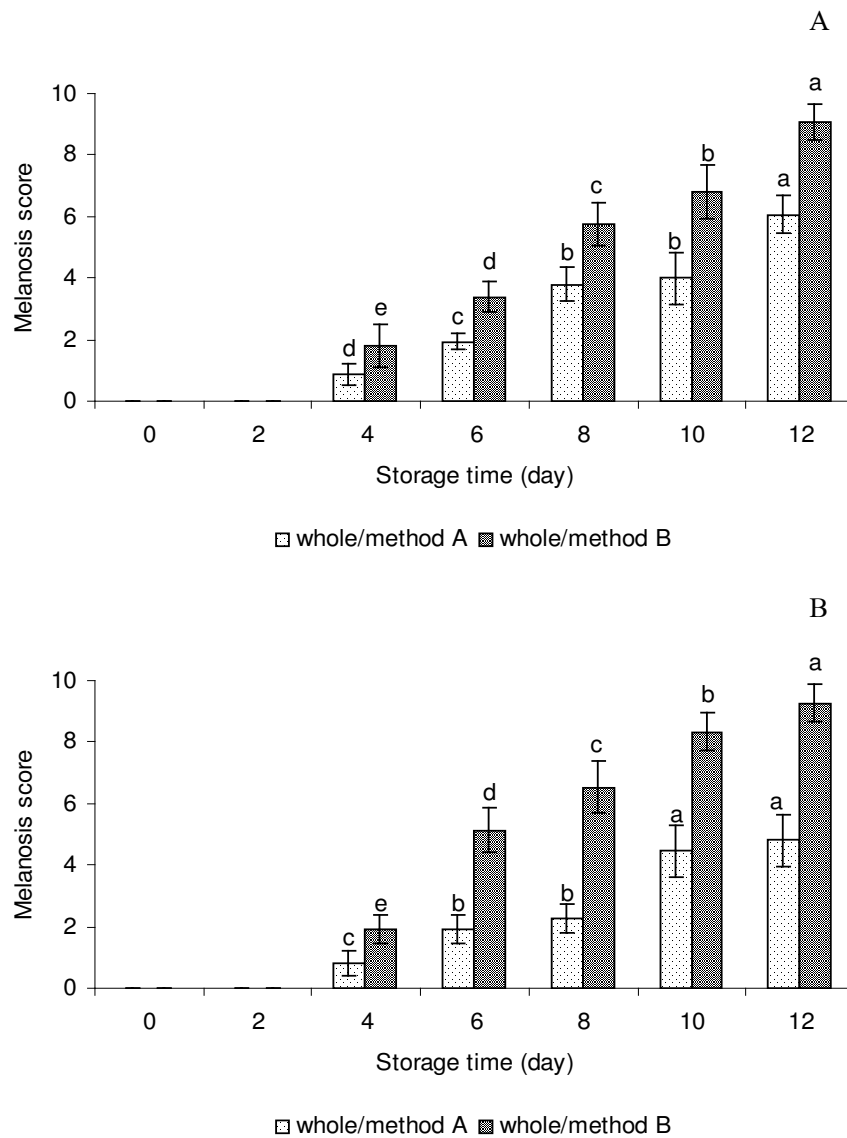 A
10
8
6
4
2
0
Melanosis score
d e
c d
b c
b b
a a
0 2 4 6 8 10 12
Storage time (day)
whole/method A whole/method B
B
10
8
6
4
2
0
Melanosis score
c e
b d
b c
a b
a a
0 2 4 6 8 10 12
Storage time (day)
whole/method A whole/method B